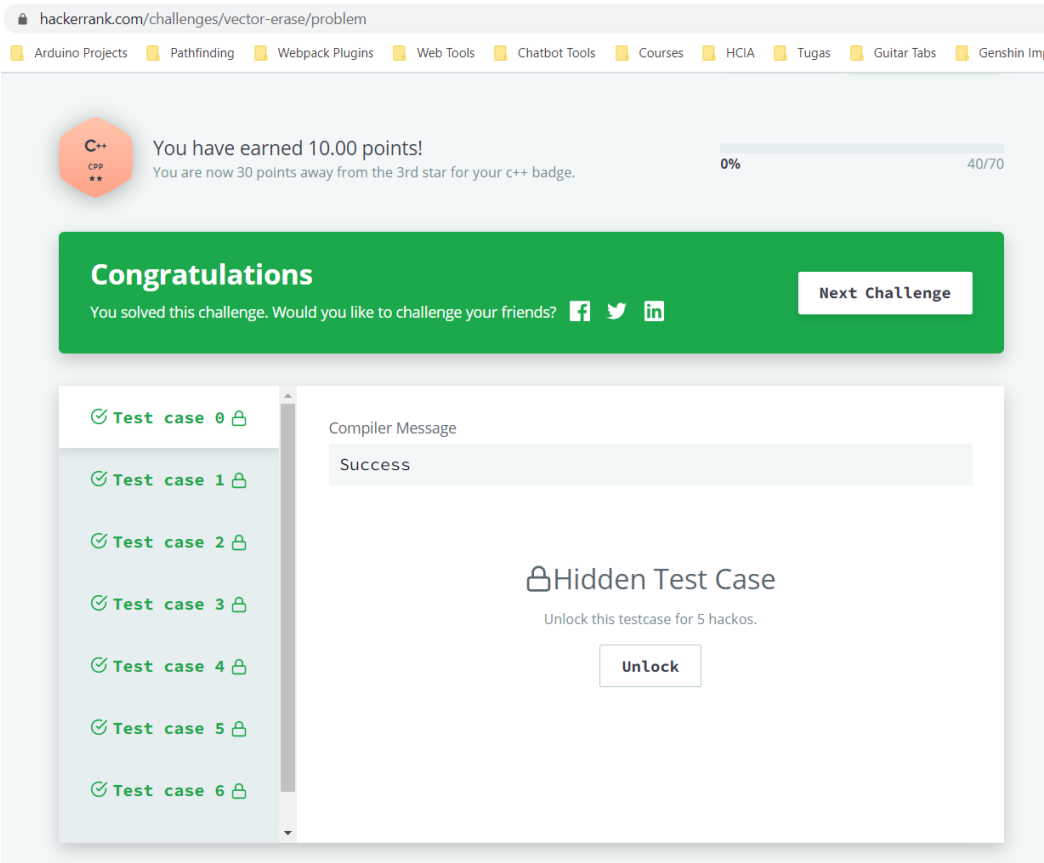 hackerrank.com/challenges/vector-erase/problem
Arduino Projects Pathfinding Webpack Plugins Web Tools Chatbot Tools Courses HCIA Tugas Guitar Tabs Genshin Im
C++
CPP
★★
You have earned 10.00 points!
You are now 30 points away from the 3rd star for your c++ badge.
0% 40/70
Congratulations
You solved this challenge. Would you like to challenge your friends?
Next Challenge
Test case 0
Test case 1
Test case 2
Test case 3
Test case 4
Test case 5
Test case 6
Compiler Message
Success
Hidden Test Case
Unlock this testcase for 5 hackos.
Unlock